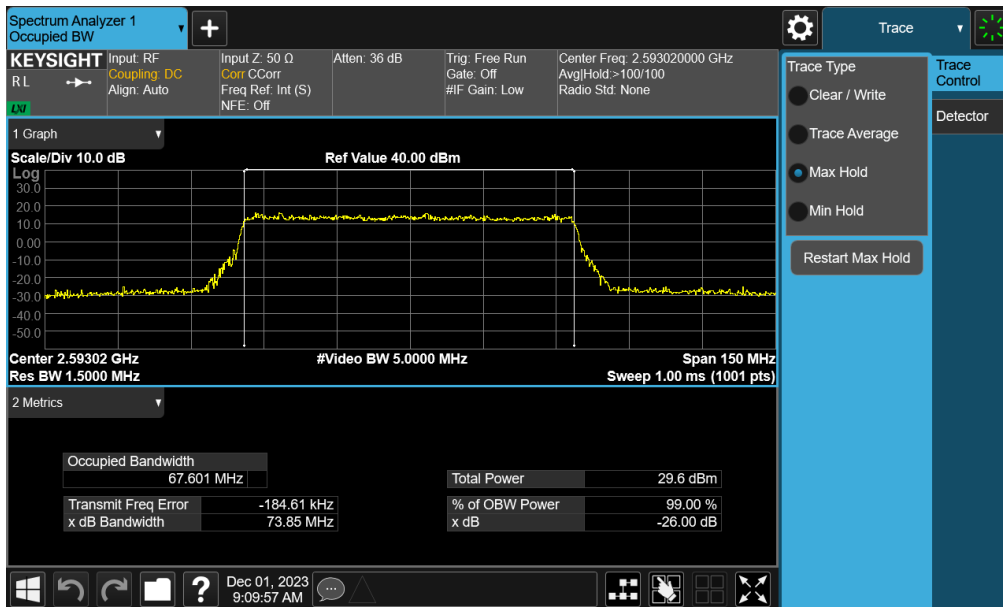 Spectrum Analyzer 1
Occupied BW
+
Trace
KEYSIGHT
R L
LXI
Input: RF
Coupling: DC
Align: Auto
Input Z: 50 Ω
Corr CCorr
Freq Ref: Int (S)
NFE: Off
Atten: 36 dB
Trig: Free Run
Gate: Off
#IF Gain: Low
Center Freq: 2.593020000 GHz
Avg|Hold:>100/100
Radio Std: None
Trace Type
Clear / Write
Trace Average
Max Hold
Min Hold
Restart Max Hold
Trace
Control
Detector
1 Graph
Scale/Div 10.0 dB
Ref Value 40.00 dBm
Log
30.0
20.0
10.0
0.00
-10.0
-20.0
-30.0
-40.0
-50.0
Center 2.59302 GHz
#Video BW 5.0000 MHz
Span 150 MHz
Res BW 1.5000 MHz
Sweep 1.00 ms (1001 pts)
2 Metrics
Occupied Bandwidth
67.601 MHz
Total Power 29.6 dBm
Transmit Freq Error -184.61 kHz
% of OBW Power 99.00 %
x dB Bandwidth 73.85 MHz
x dB -26.00 dB
?
Dec 01, 2023
9:09:57 AM